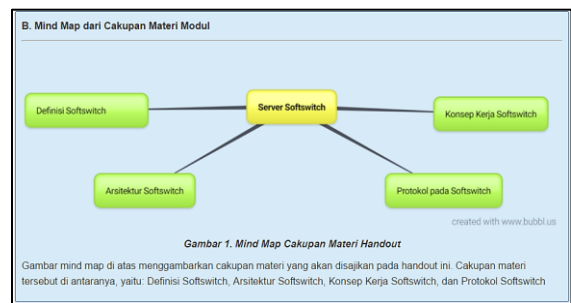 B. Mind Map dari Cakupan Materi Modul
Definisi Softswitch
Server Softswitch
Konsep Kerja Softswitch
Arsitektur Softswitch
Protokol pada Softswitch
created with www.bubbl.us
Gambar 1. Mind Map Cakupan Materi Handout
Gambar mind map di atas menggambarkan cakupan materi yang akan disajikan pada handout ini. Cakupan materi
tersebut di antaranya, yaitu: Definisi Softswitch, Arsitektur Softswitch, Konsep Kerja Softswitch, dan Protokol Softswitch